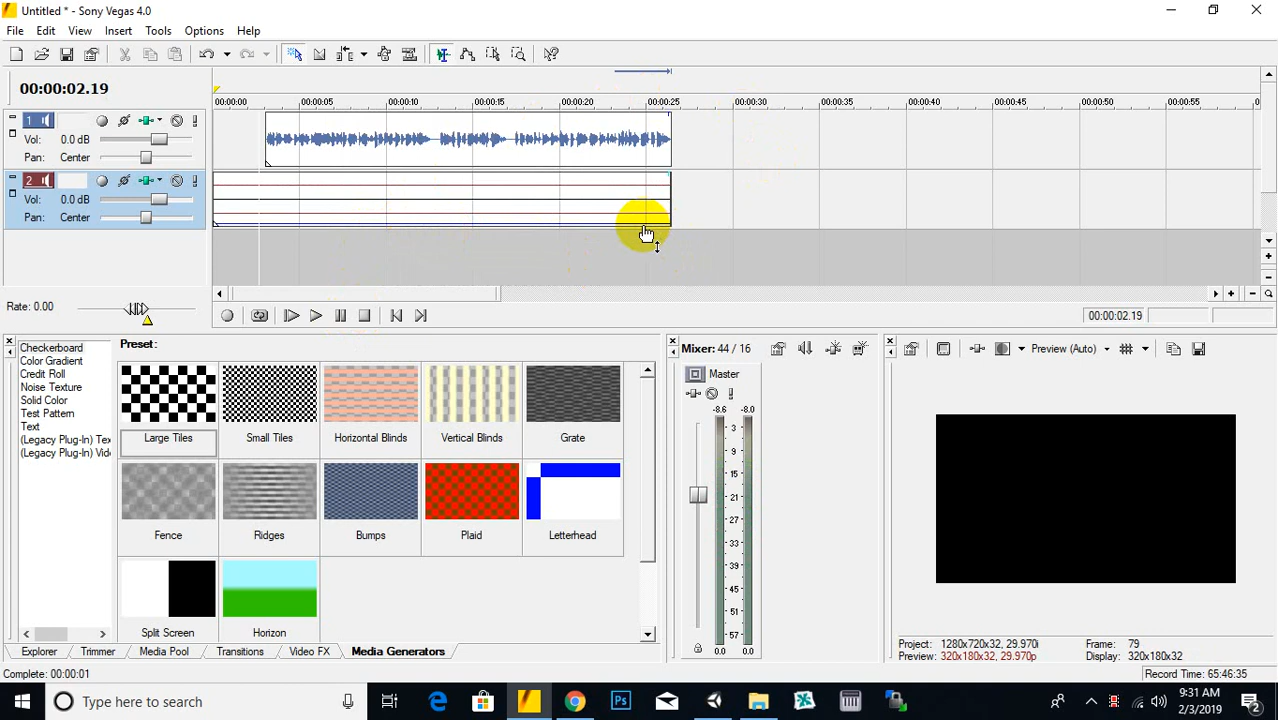 Untitled * - Sony Vegas 4.0
File Edit View Insert Tools Options Help
00:00:02.19
00:00:00 00:00:05 00:00:10 00:00:15 00:00:20 00:00:25 00:00:30 00:00:35 00:00:40 00:00:45 00:00:50 00:00:55
1
Vol: 0.0 dB
Pan: Center
2
Vol: 0.0 dB
Pan: Center
Rate: 0.00
00:00:02.19
Checkerboard
Color Gradient
Credit Roll
Noise Texture
Solid Color
Test Pattern
Text
(Legacy Plug-In) Tex
(Legacy Plug-In) Vid
Preset:
Large Tiles Small Tiles Horizontal Blinds Vertical Blinds Grate
Fence Ridges Bumps Plaid Letterhead
Split Screen Horizon
Explorer Trimmer Media Pool Transitions Video FX Media Generators
Mixer: 44 / 16
Master
-8.6 -8.0
3
9
15
21
27
33
39
45
51
57
0.0 0.0
Preview (Auto)
Project: 1280x720x32, 29.970i Frame: 79
Preview: 320x180x32, 29.970p Display: 320x180x32
Complete: 00:00:01
Record Time: 65:46:35
Type here to search
Ps
9:31 AM
2/3/2019
2